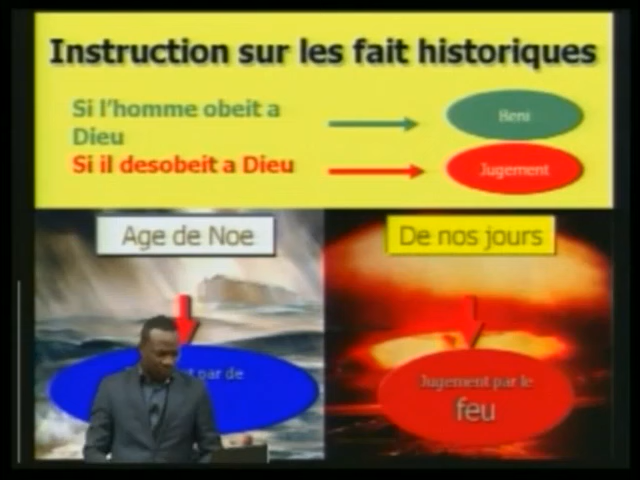 Instruction sur les fait historiques
Si l'homme obeit a
Dieu
Beni
Si il desobeit a Dieu
Jugement
Age de Noe
De nos jours
par de
Jugement par le
feu